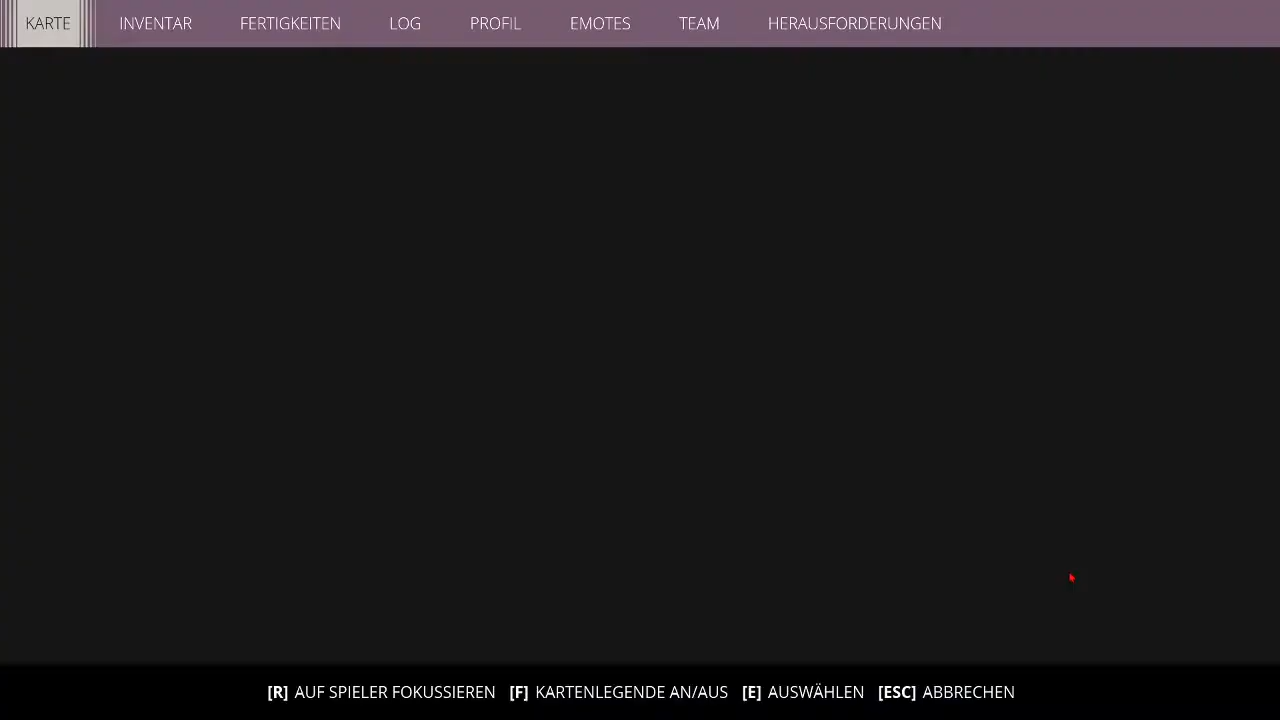 KARTE INVENTAR FERTIGKEITEN LOG PROFIL EMOTES TEAM HERAUSFORDERUNGEN
[R] AUF SPIELER FOKUSSIEREN [F] KARTENLEGENDE AN/AUS [E] AUSWÄHLEN [ESC] ABBRECHEN